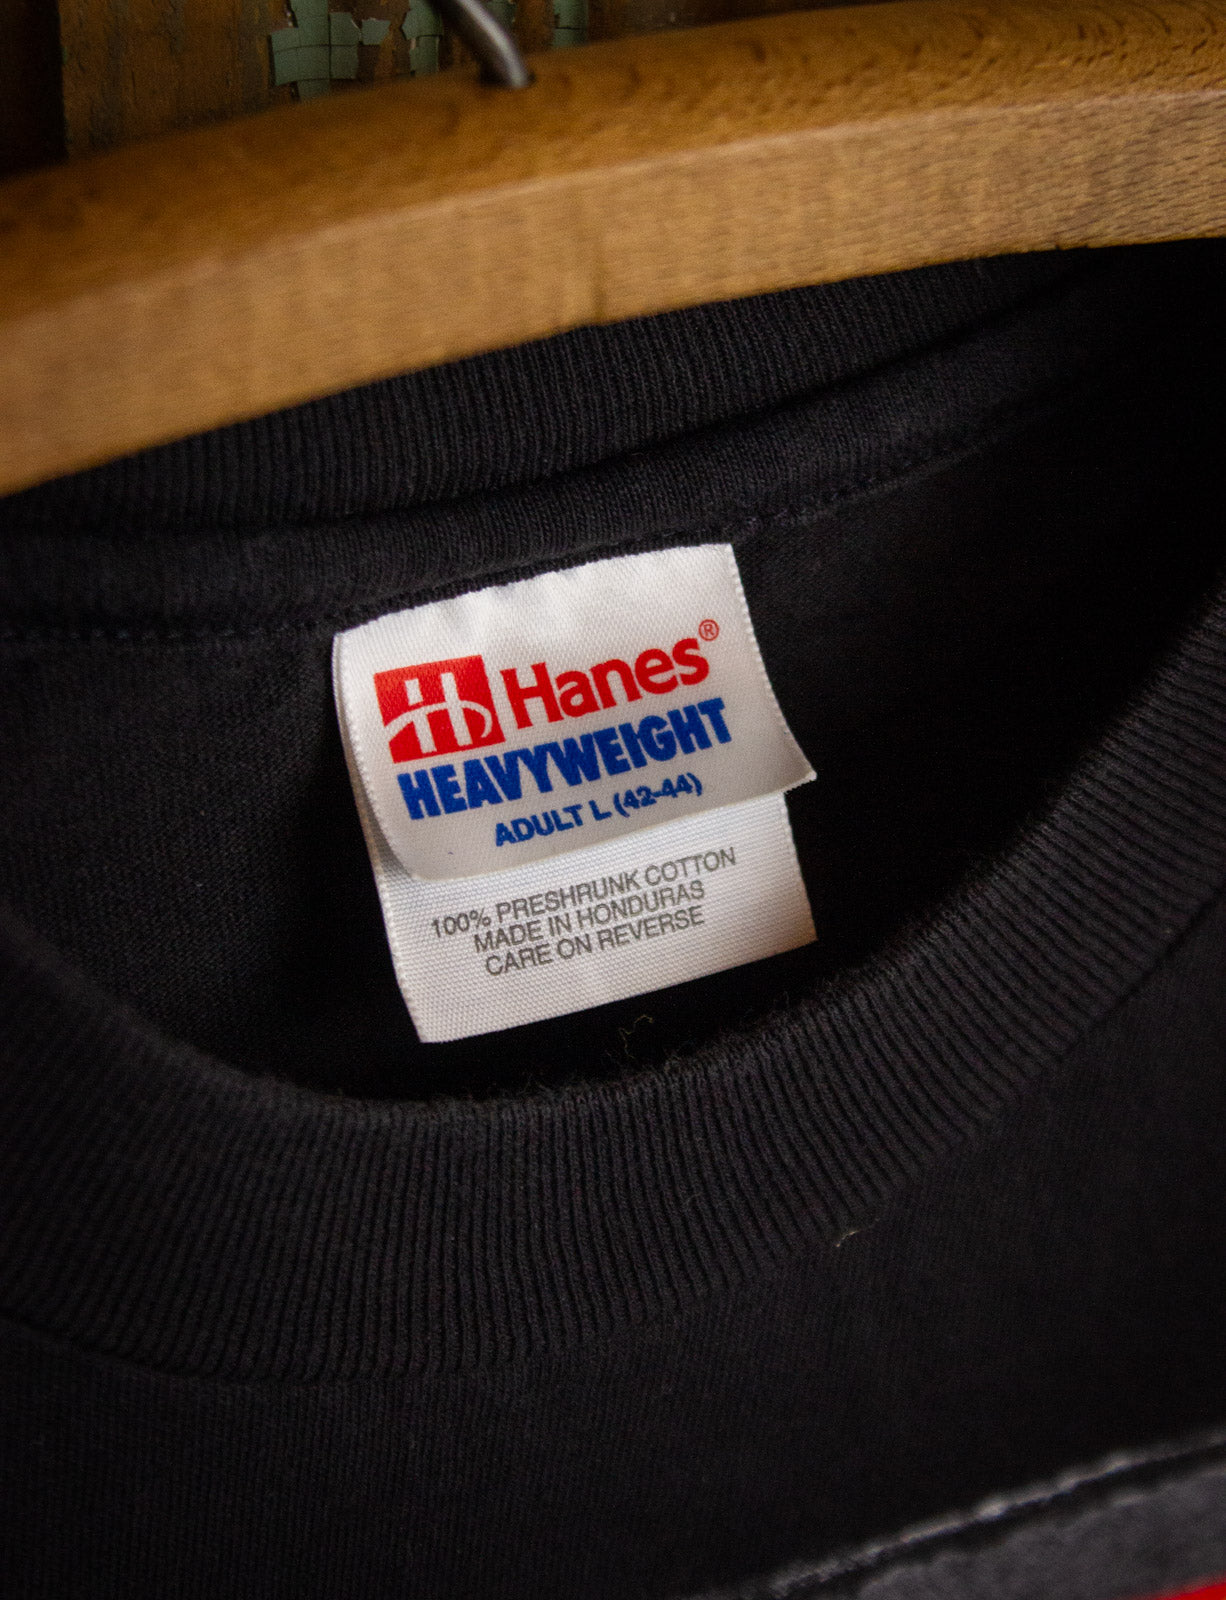 Hanes®
HEAVYWEIGHT
ADULT L (42-44)
100% PRESHRUNK COTTON
MADE IN HONDURAS
CARE ON REVERSE